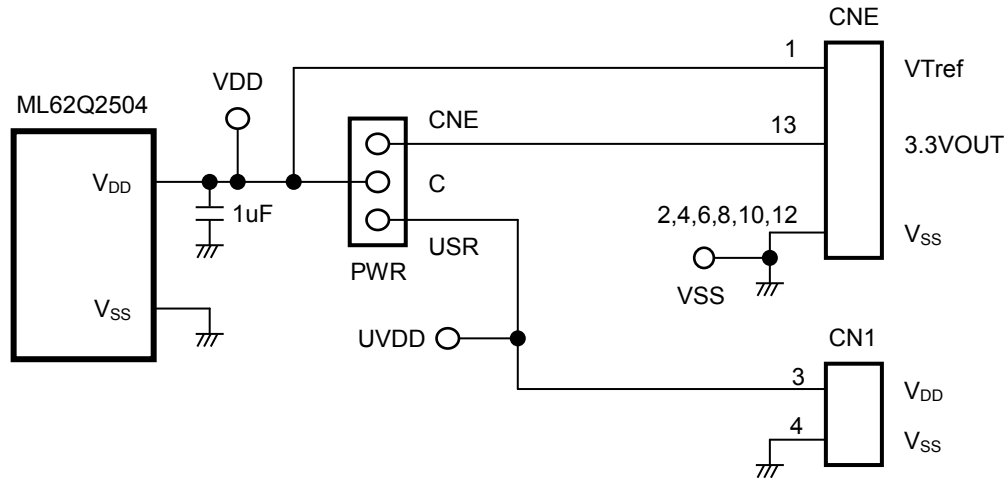 CNE
1
VTref
VDD
ML62Q2504
CNE
13
3.3VOUT
VDD
C
1uF
2,4,6,8,10,12
USR
VSS
PWR
VSS
VSS
UVDD
CN1
3
VDD
4
VSS